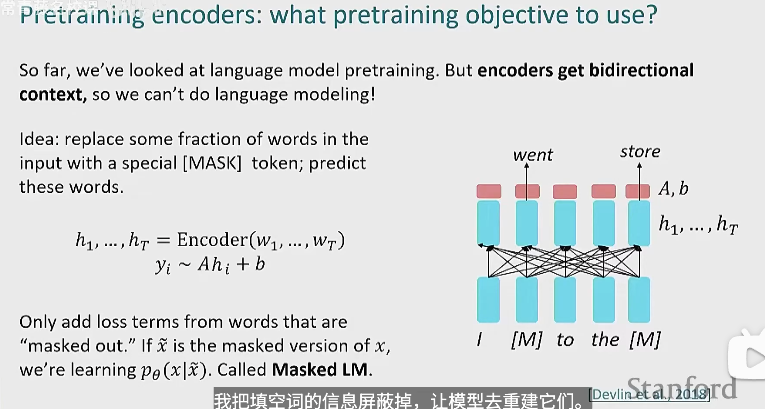 Pretraining encoders: what pretraining objective to use?
So far, we've looked at language model pretraining. But encoders get bidirectional
context, so we can't do language modeling!
Idea: replace some fraction of words in the
input with a special [MASK] token; predict
these words.
h₁, …, h_T = Encoder(w₁, …, w_T)
yᵢ ~ Ahᵢ + b
Only add loss terms from words that are
“masked out.” If x̃ is the masked version of x,
we're learning p_θ(x|x̃). Called Masked LM.
went store
A, b
h₁, …, h_T
I [M] to the [M]
[Devlin et al., 2018]
Stanford
我把填空词的信息屏蔽掉，让模型去重建它们。